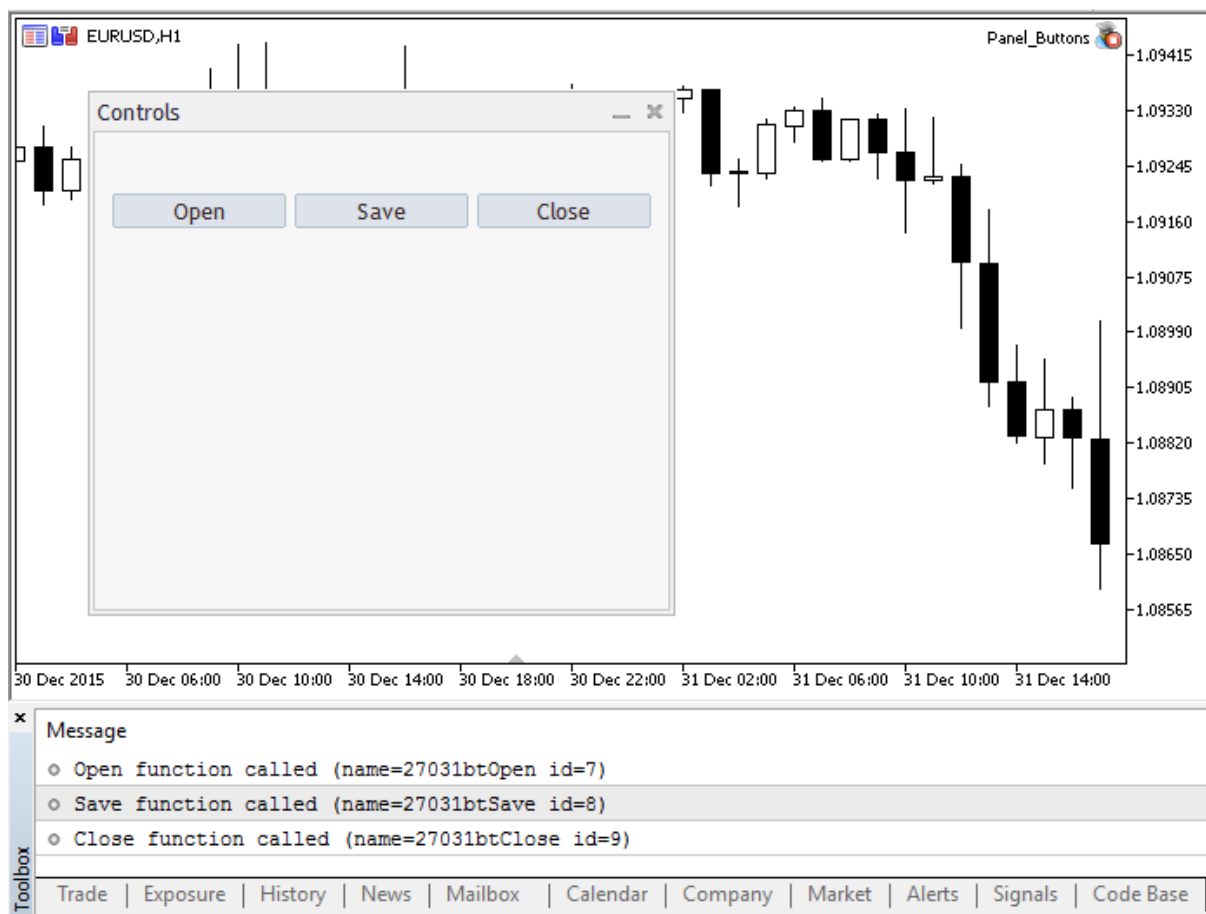 EURUSD,H1
Panel_Buttons
1.09415
1.09330
1.09245
1.09160
1.09075
1.08990
1.08905
1.08820
1.08735
1.08650
1.08565
Controls
Open Save Close
30 Dec 2015 30 Dec 06:00 30 Dec 10:00 30 Dec 14:00 30 Dec 18:00 30 Dec 22:00 31 Dec 02:00 31 Dec 06:00 31 Dec 10:00 31 Dec 14:00
Message
Open function called (name=27031btOpen id=7)
Save function called (name=27031btSave id=8)
Close function called (name=27031btClose id=9)
Toolbox
Trade | Exposure | History | News | Mailbox | Calendar | Company | Market | Alerts | Signals | Code Base